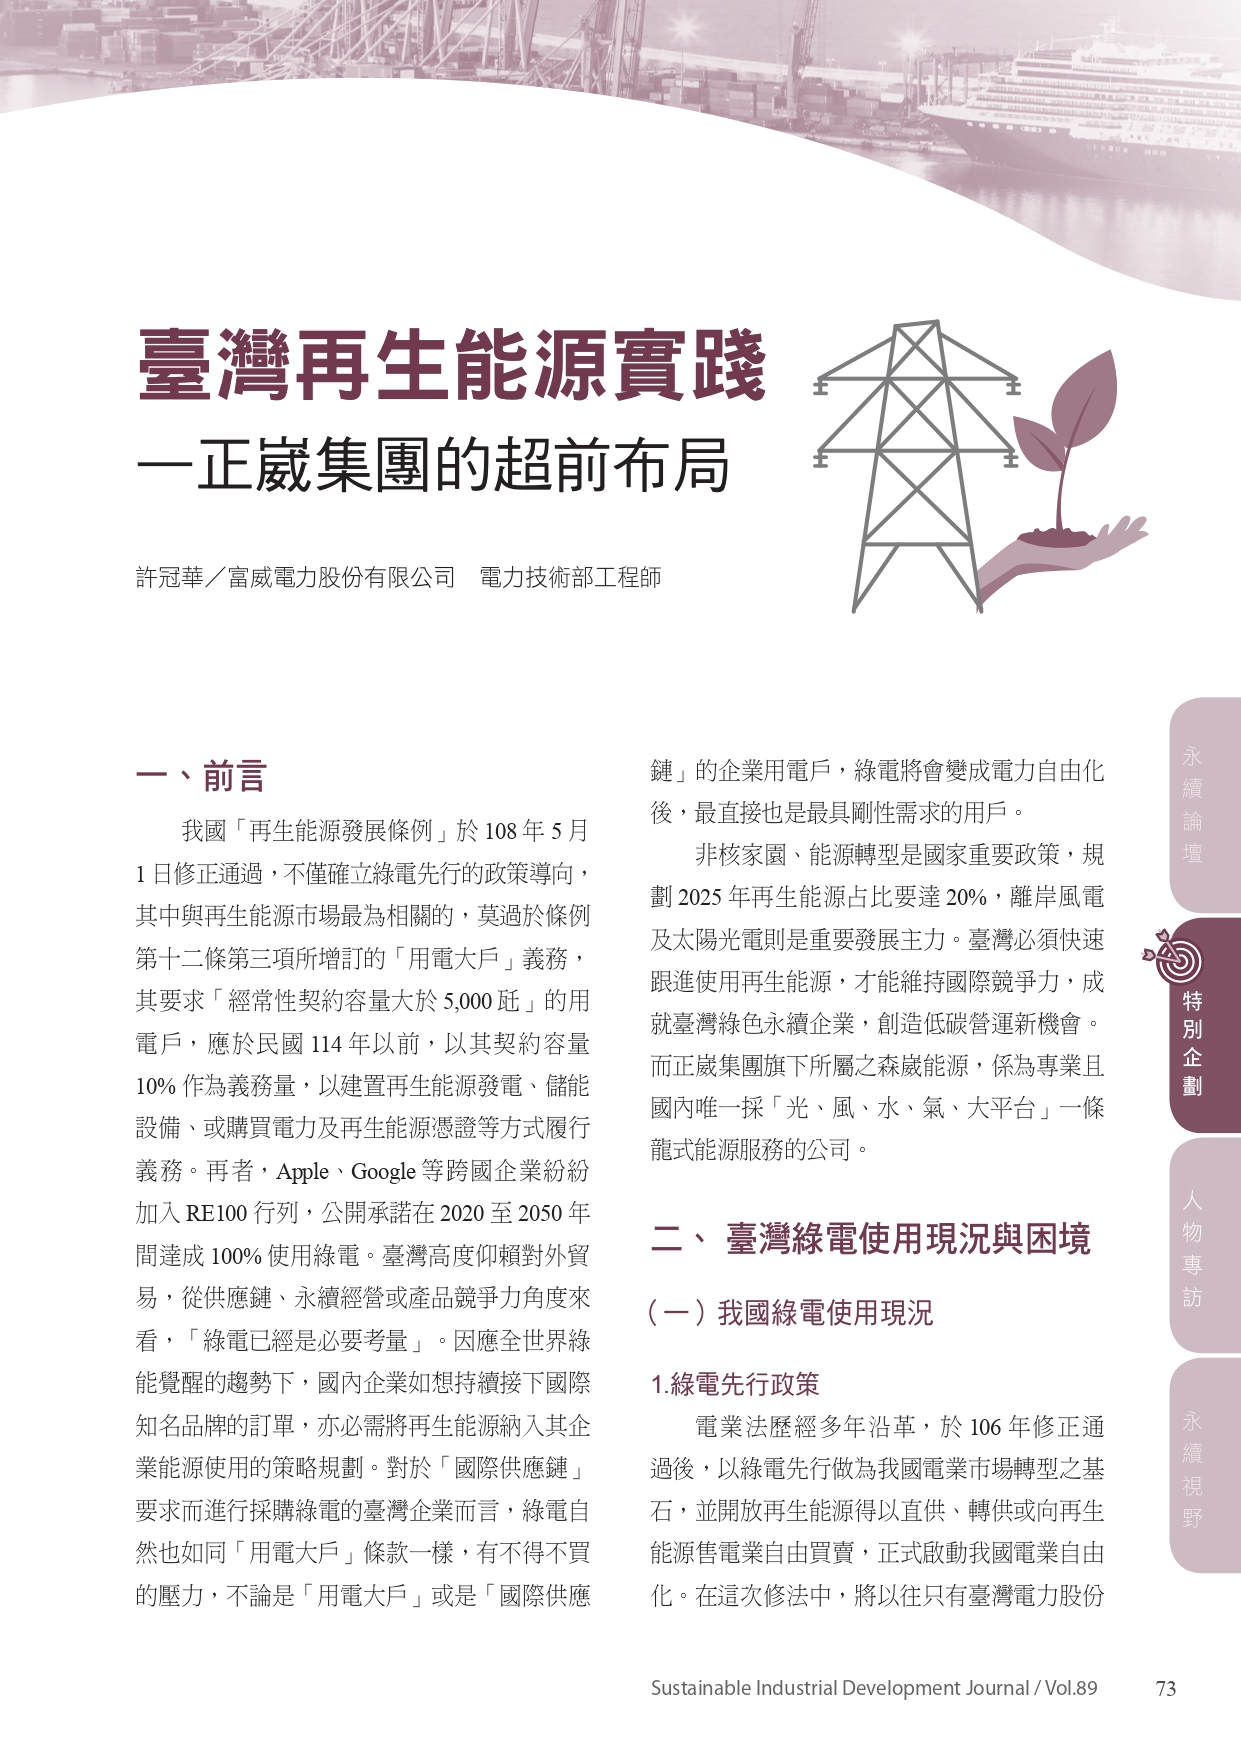 臺灣再生能源實踐
—正崴集團的超前布局
許冠華／富威電力股份有限公司　電力技術部工程師
一、前言
我國「再生能源發展條例」於 108 年 5 月
1 日修正通過，不僅確立綠電先行的政策導向，
其中與再生能源市場最為相關的，莫過於條例
第十二條第三項所增訂的「用電大戶」義務，
其要求「經常性契約容量大於 5,000 瓩」的用
電戶，應於民國 114 年以前，以其契約容量
10% 作為義務量，以建置再生能源發電、儲能
設備、或購買電力及再生能源憑證等方式履行
義務。再者，Apple、Google 等跨國企業紛紛
加入 RE100 行列，公開承諾在 2020 至 2050 年
間達成 100% 使用綠電。臺灣高度仰賴對外貿
易，從供應鏈、永續經營或產品競爭力角度來
看，「綠電已經是必要考量」。因應全世界綠
能覺醒的趨勢下，國內企業如想持續接下國際
知名品牌的訂單，亦必需將再生能源納入其企
業能源使用的策略規劃。對於「國際供應鏈」
要求而進行採購綠電的臺灣企業而言，綠電自
然也如同「用電大戶」條款一樣，有不得不買
的壓力，不論是「用電大戶」或是「國際供應
鏈」的企業用電戶，綠電將會變成電力自由化
後，最直接也是最具剛性需求的用戶。
非核家園、能源轉型是國家重要政策，規
劃 2025 年再生能源占比要達 20%，離岸風電
及太陽光電則是重要發展主力。臺灣必須快速
跟進使用再生能源，才能維持國際競爭力，成
就臺灣綠色永續企業，創造低碳營運新機會。
而正崴集團旗下所屬之森崴能源，係為專業且
國內唯一採「光、風、水、氣、大平台」一條
龍式能源服務的公司。
二、 臺灣綠電使用現況與困境
（一）我國綠電使用現況
1.綠電先行政策
電業法歷經多年沿革，於 106 年修正通
過後，以綠電先行做為我國電業市場轉型之基
石，並開放再生能源得以直供、轉供或向再生
能源售電業自由買賣，正式啟動我國電業自由
化。在這次修法中，將以往只有臺灣電力股份
永續論壇
特別企劃
人物專訪
永續視野
Sustainable Industrial Development Journal / Vol.89
73